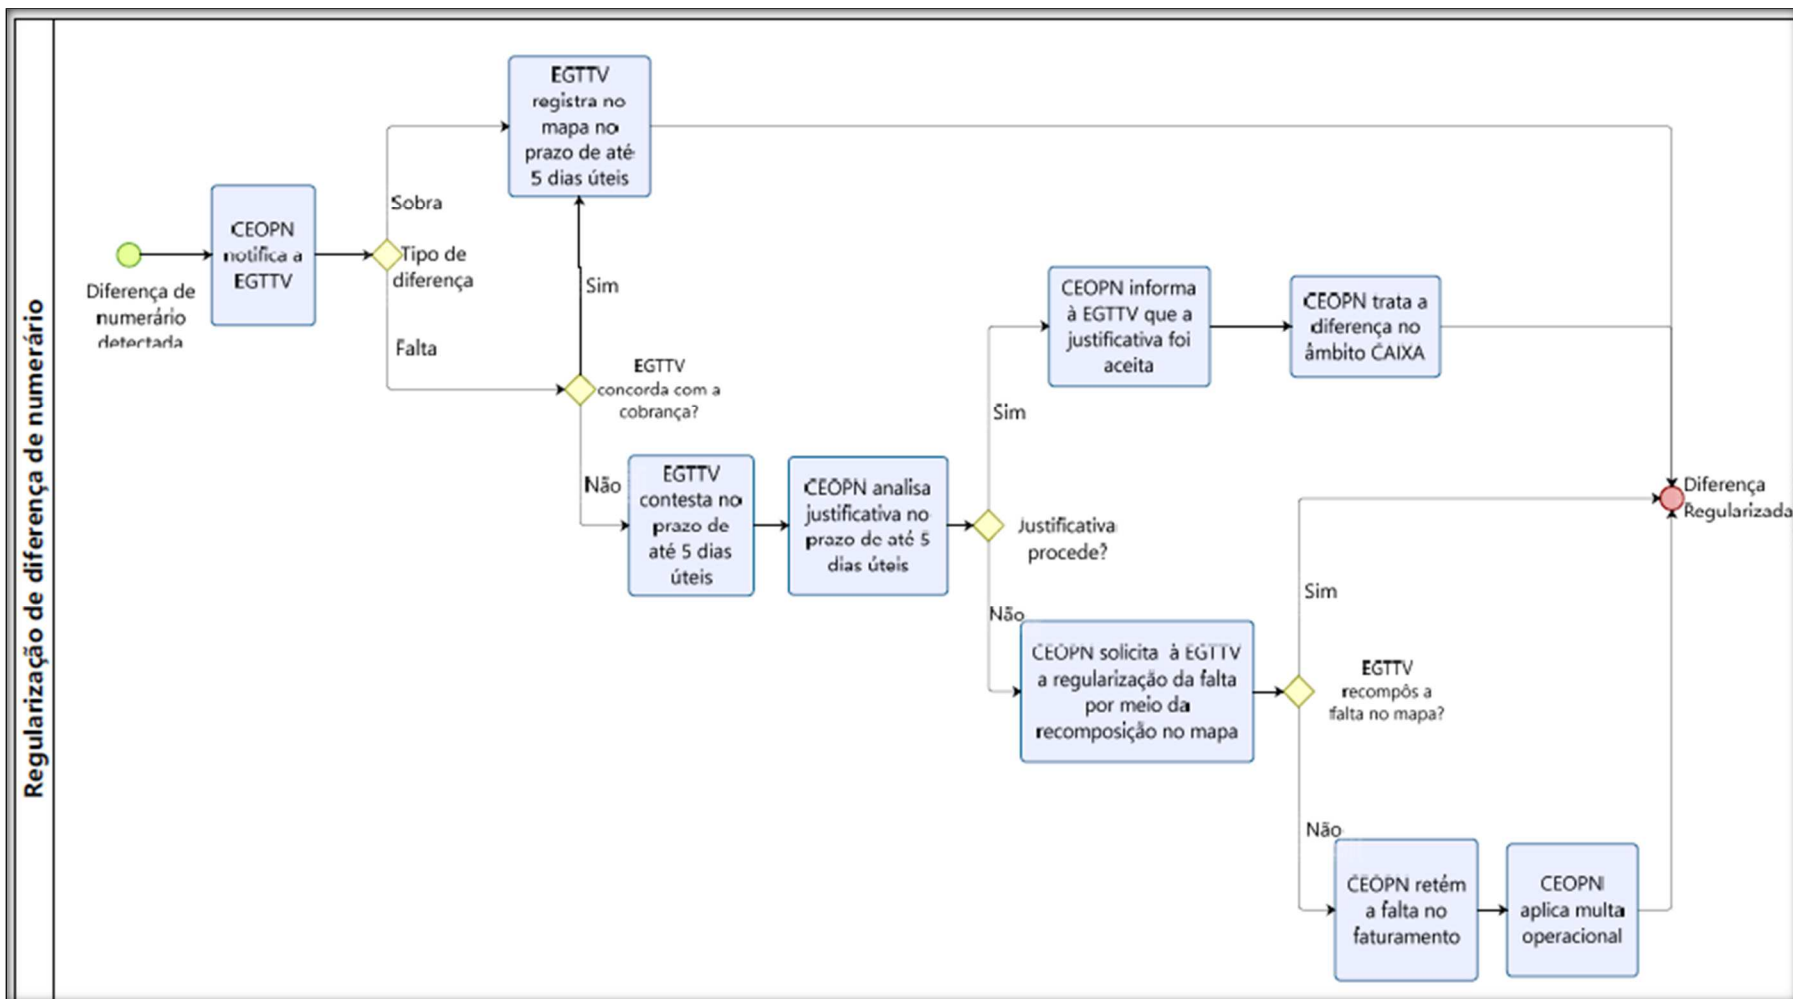 Regularização de diferença de numerário
Diferença de
numerário
detectada
CEOPN
notifica a
EGTTV
Tipo de
diferença
Sobra
Falta
EGTTV
registra no
mapa no
prazo de até
5 dias úteis
Sim
EGTTV
concorda com a
cobrança?
Não
EGTTV
contesta no
prazo de
até 5 dias
úteis
CEOPN analisa
justificativa no
prazo de até 5
dias úteis
Justificativa
procede?
Sim
CEOPN informa
à EGTTV que a
justificativa foi
aceita
CEOPN trata a
diferença no
âmbito CAIXA
Não
CEOPN solicita à EGTTV
a regularização da falta
por meio da
recomposição no mapa
EGTTV
recompôs a
falta no mapa?
Sim
Não
CEOPN retém
a falta no
faturamento
CEOPN
aplica multa
operacional
Diferença
Regularizada